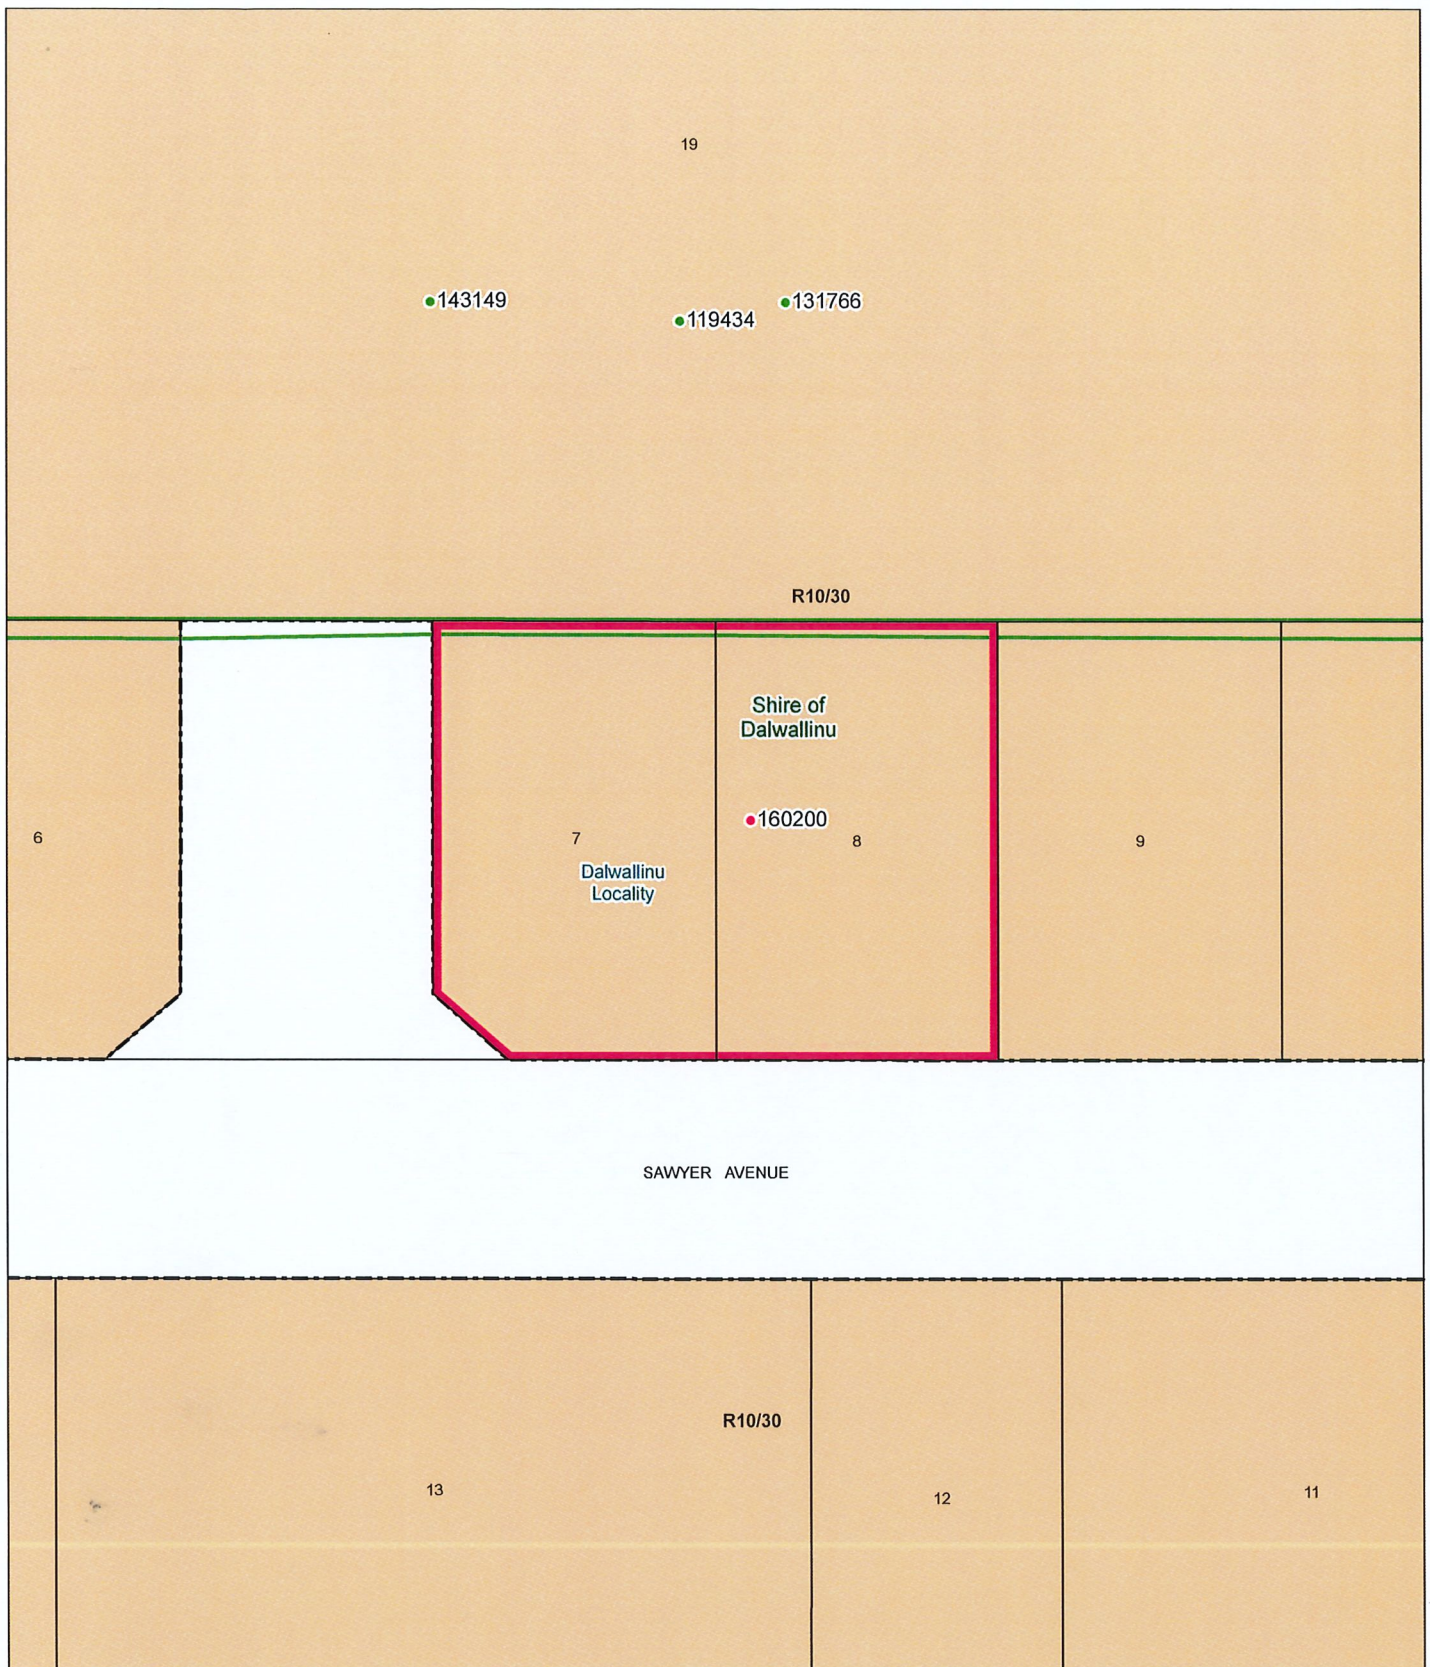 19
143149
119434
131766
R10/30
Shire of
Dalwallinu
160200
6
7
8
9
Dalwallinu
Locality
SAWYER AVENUE
R10/30
13
12
11